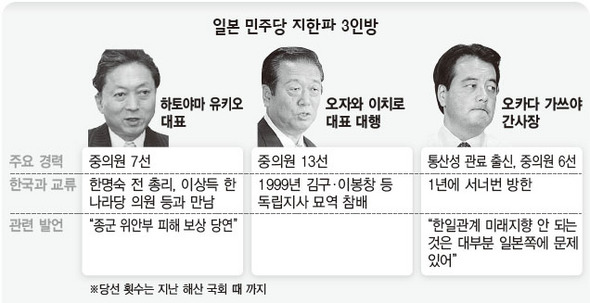 일본 민주당 지한파 3인방
하토야마 유키오
대표
오자와 이치로
대표 대행
오카다 가쓰야
간사장
주요 경력
중의원 7선
중의원 13선
통산성 관료 출신, 중의원 6선
한국과 교류
한명숙 전 총리, 이상득 한
나라당 의원 등과 만남
1999년 김구·이봉창 등
독립지사 묘역 참배
1년에 서너번 방한
관련 발언
“종군 위안부 피해 보상 당연”
“한일관계 미래지향 안 되는
것은 대부분 일본쪽에 문제
있어”
※당선 횟수는 지난 해산 국회 때 까지